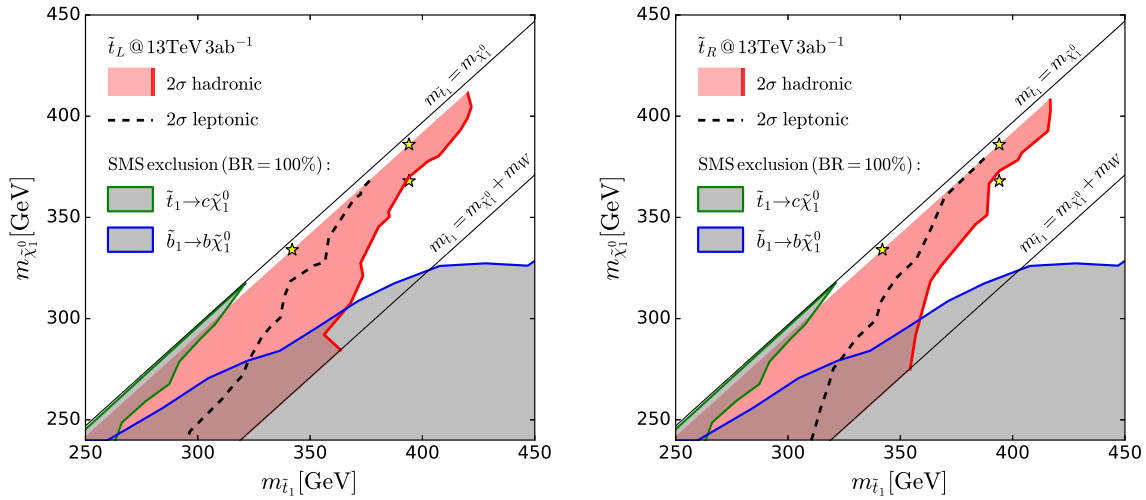 t̃_L @ 13TeV 3ab⁻¹
2σ hadronic
2σ leptonic
SMS exclusion (BR = 100%) :
t̃₁→cχ̃₁⁰
b̃₁→bχ̃₁⁰
m_t̃₁ = m_χ̃₁⁰
m_t̃₁ = m_χ̃₁⁰ + m_W
450
400
350
300
250
m_χ̃₁⁰[GeV]
250 300 350 400 450
m_t̃₁[GeV]
t̃_R @ 13TeV 3ab⁻¹
2σ hadronic
2σ leptonic
SMS exclusion (BR = 100%) :
t̃₁→cχ̃₁⁰
b̃₁→bχ̃₁⁰
m_t̃₁ = m_χ̃₁⁰
m_t̃₁ = m_χ̃₁⁰ + m_W
450
400
350
300
250
m_χ̃₁⁰[GeV]
250 300 350 400 450
m_t̃₁[GeV]